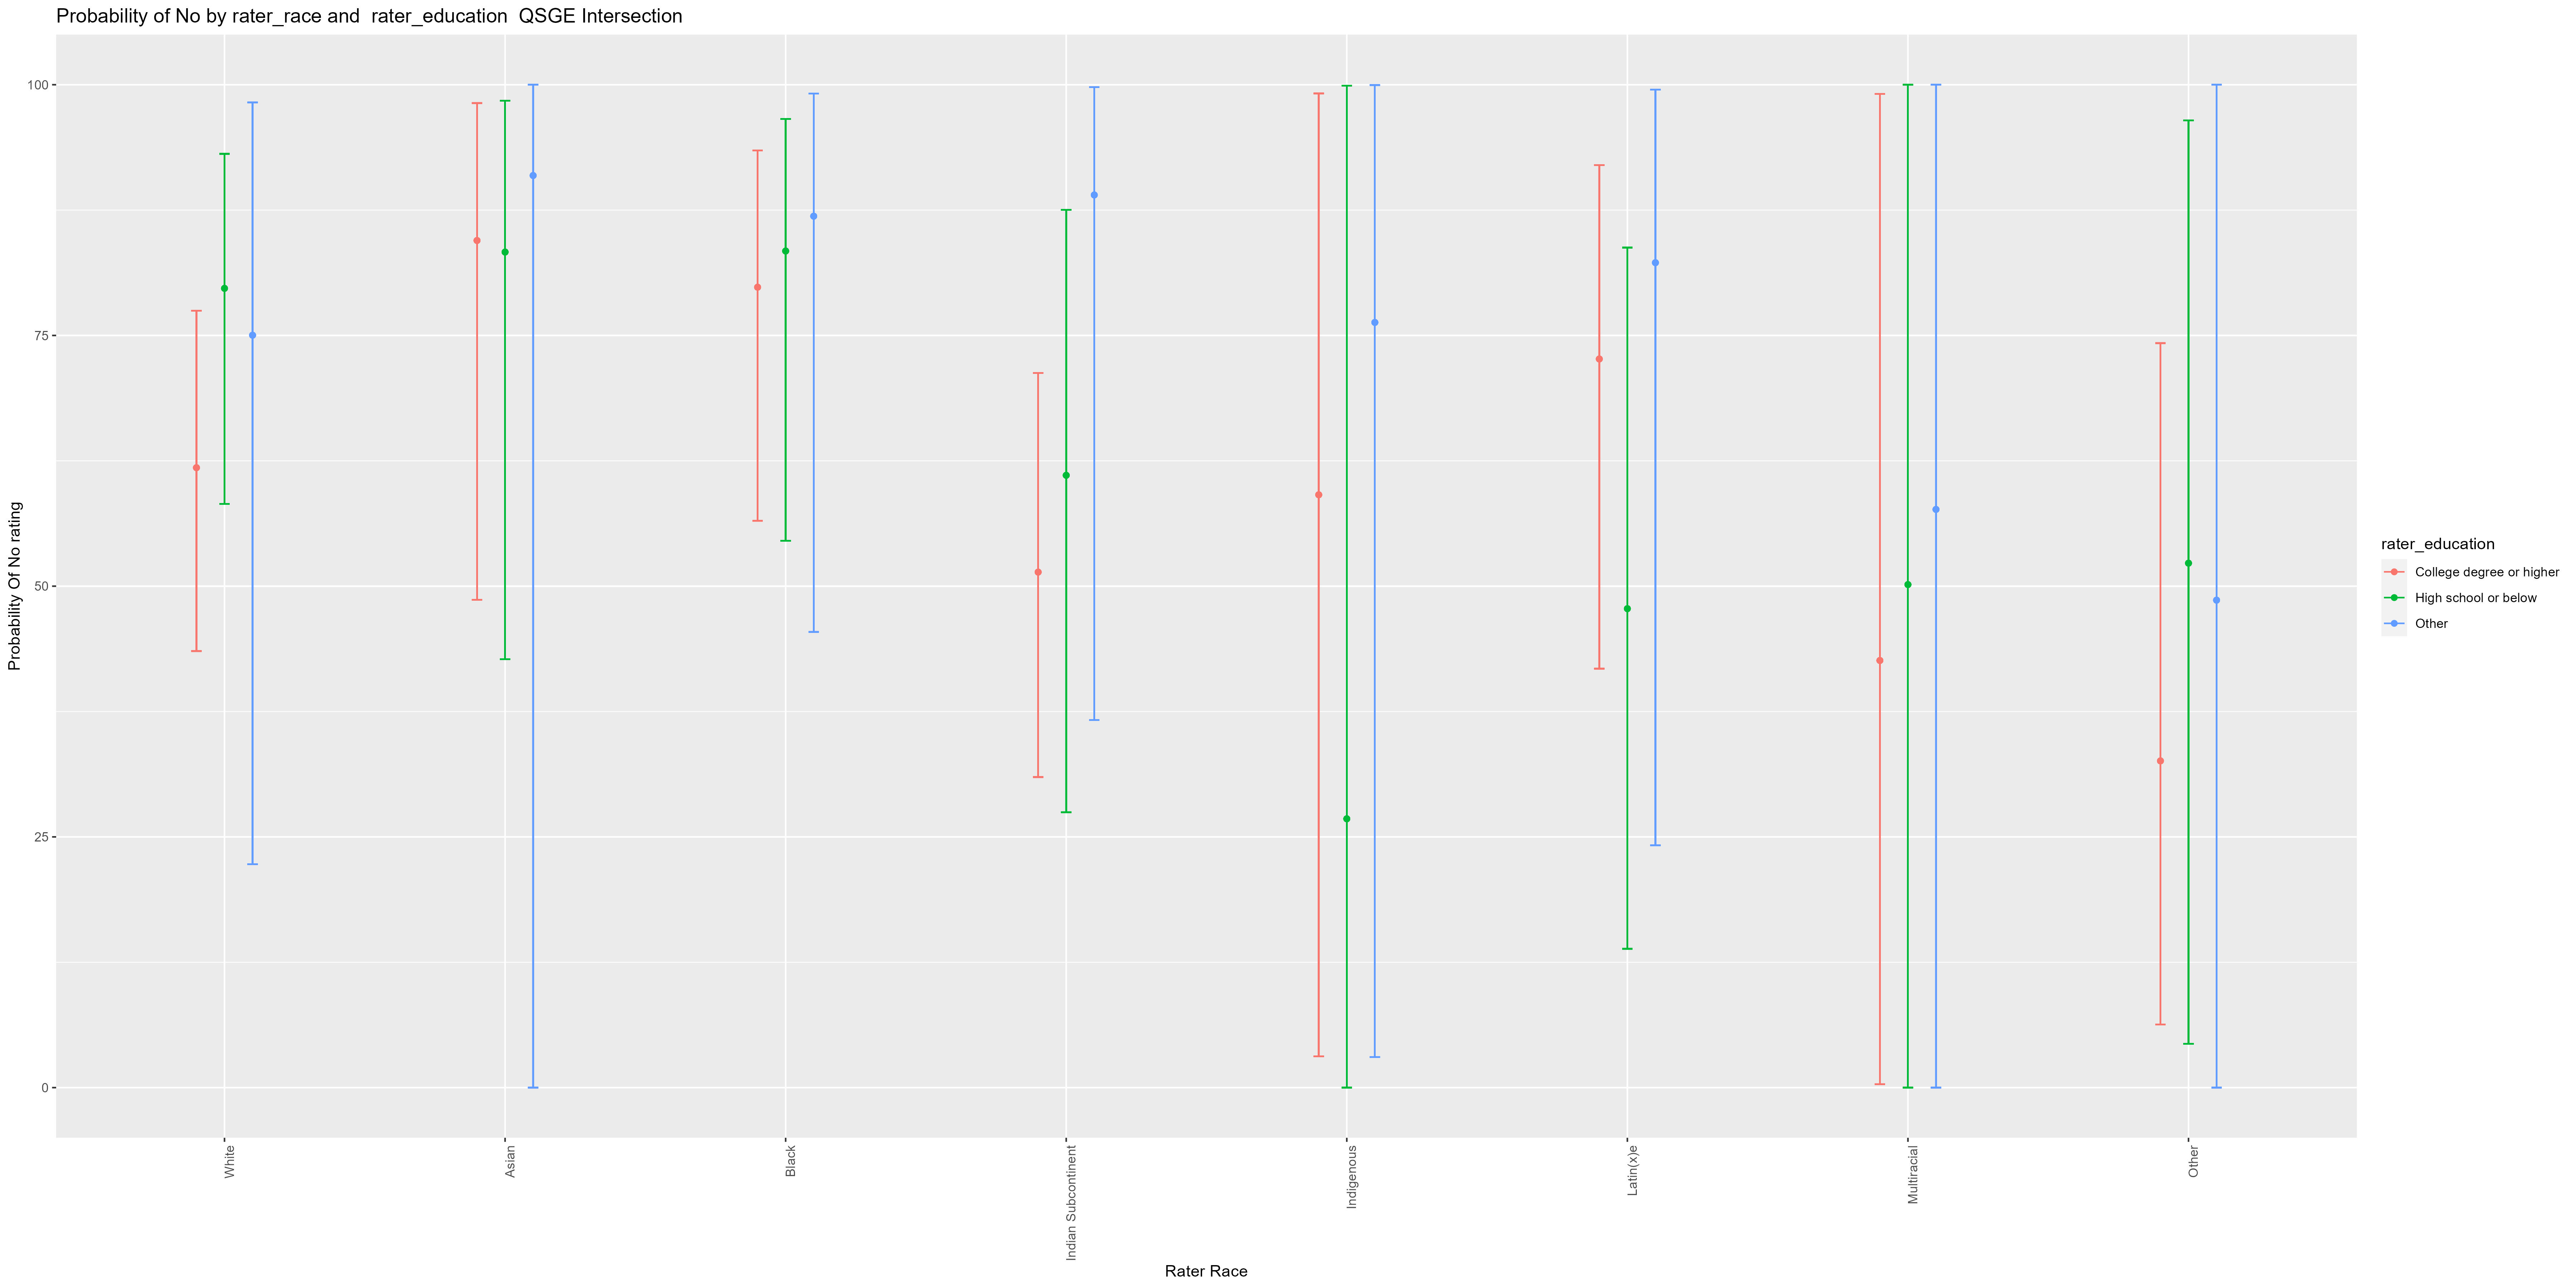 Probability of No by rater_race and  rater_education  QSGE Intersection
Probability Of No rating
100
75
50
25
0
White
Asian
Black
Indian Subcontinent
Indigenous
Latin(x)e
Multiracial
Other
Rater Race
rater_education
College degree or higher
High school or below
Other